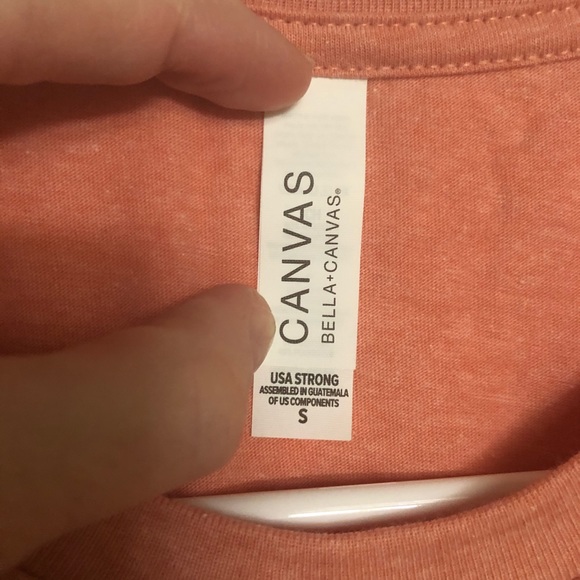 CANVAS
BELLA+CANVAS®
USA STRONG
ASSEMBLED IN GUATEMALA
OF US COMPONENTS
S